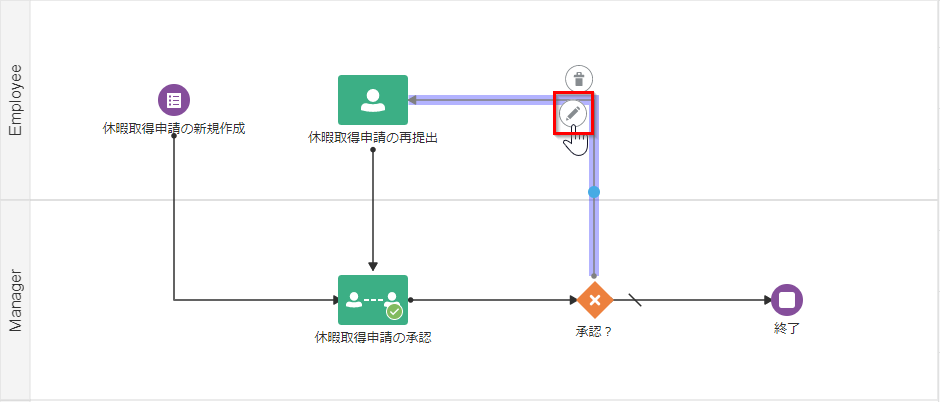 Employee
休暇取得申請の新規作成
休暇取得申請の再提出
Manager
休暇取得申請の承認
承認？
終了